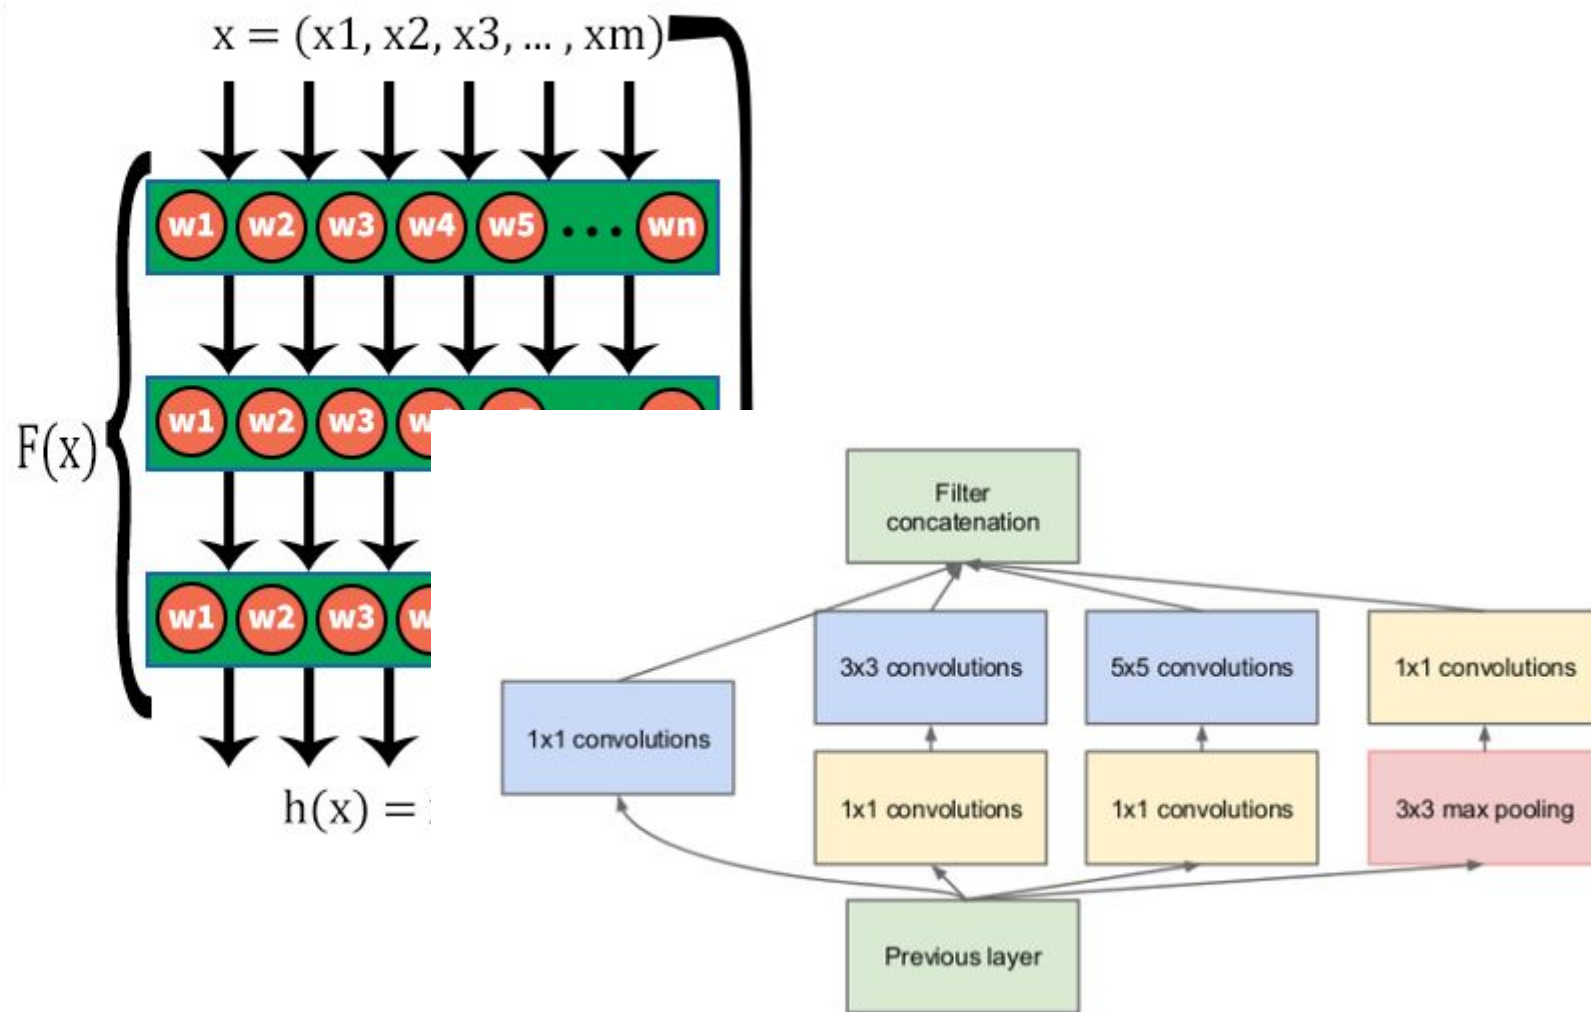 x = (x1, x2, x3, ... , xm)
w1 w2 w3 w4 w5 ... wn
F(x)
w1 w2 w3
w1 w2 w3
h(x) =
Filter
concatenation
3x3 convolutions
5x5 convolutions
1x1 convolutions
1x1 convolutions
1x1 convolutions
1x1 convolutions
3x3 max pooling
Previous layer